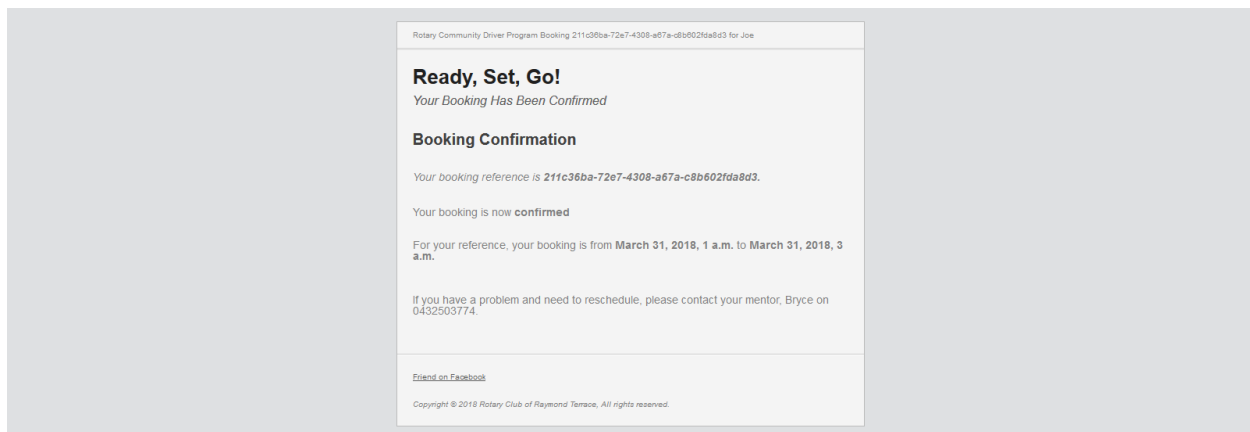 Rotary Community Driver Program Booking 211c36ba-72e7-4308-a67a-c8b602fda8d3 for Joe
Ready, Set, Go!
Your Booking Has Been Confirmed
Booking Confirmation
Your booking reference is 211c36ba-72e7-4308-a67a-c8b602fda8d3.
Your booking is now confirmed
For your reference, your booking is from March 31, 2018, 1 a.m. to March 31, 2018, 3
a.m.
If you have a problem and need to reschedule, please contact your mentor, Bryce on
0432503774.
Friend on Facebook
Copyright © 2018 Rotary Club of Raymond Terrace, All rights reserved.